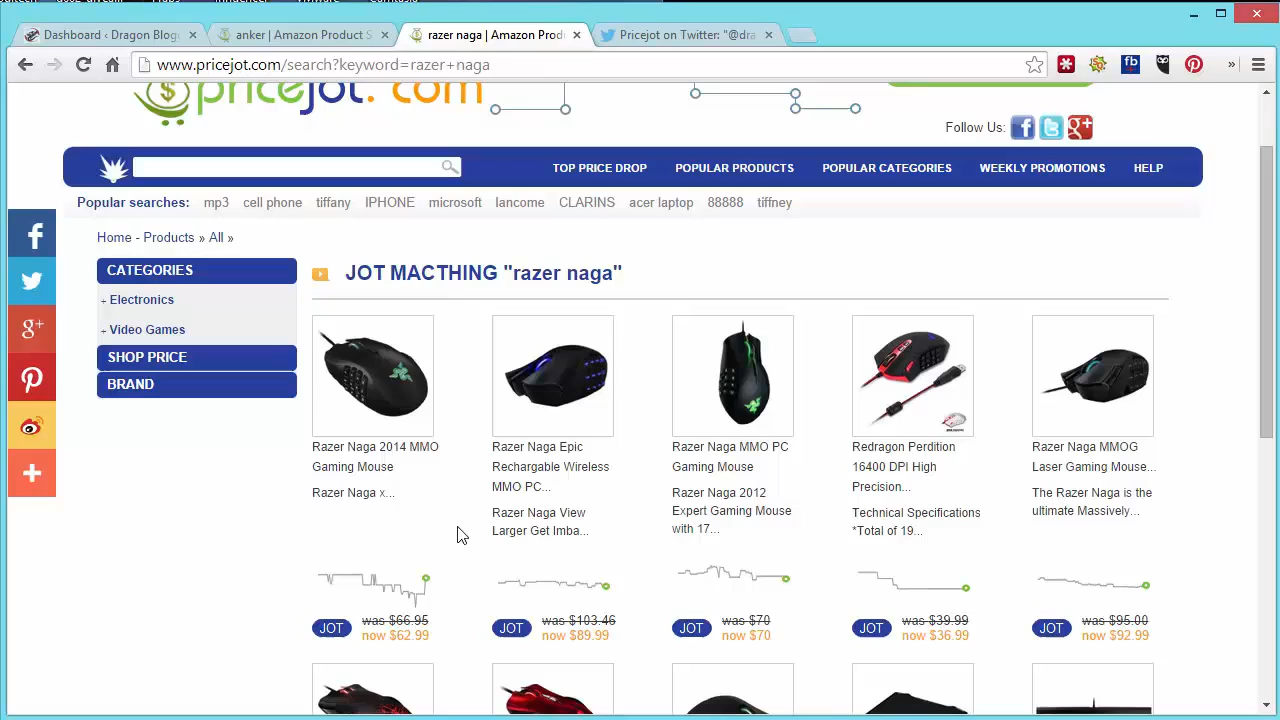 Dashboard ‹ Dragon Blog
anker | Amazon Product S
razer naga | Amazon Prod
Pricejot on Twitter: "@dra
www.pricejot.com/search?keyword=razer+naga
pricejot.com
Follow Us:
TOP PRICE DROP POPULAR PRODUCTS POPULAR CATEGORIES WEEKLY PROMOTIONS HELP
Popular searches: mp3 cell phone tiffany IPHONE microsoft lancome CLARINS acer laptop 88888 tiffney
Home - Products » All »
CATEGORIES
+ Electronics
+ Video Games
SHOP PRICE
BRAND
JOT MACTHING "razer naga"
Razer Naga 2014 MMO
Gaming Mouse
Razer Naga x...
JOT was $66.95
now $62.99
Razer Naga Epic
Rechargable Wireless
MMO PC...
Razer Naga View
Larger Get Imba...
JOT was $103.46
now $89.99
Razer Naga MMO PC
Gaming Mouse
Razer Naga 2012
Expert Gaming Mouse
with 17...
JOT was $70
now $70
Redragon Perdition
16400 DPI High
Precision...
Technical Specifications
*Total of 19...
JOT was $39.99
now $36.99
Razer Naga MMOG
Laser Gaming Mouse...
The Razer Naga is the
ultimate Massively...
JOT was $95.00
now $92.99